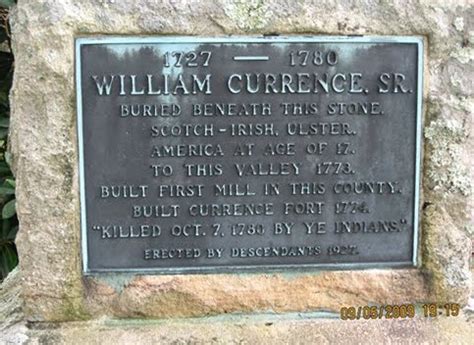 1727 — 1780
WILLIAM CURRENCE, SR.
BURIED BENEATH THIS STONE.
SCOTCH-IRISH, ULSTER.
AMERICA AT AGE OF 17.
TO THIS VALLEY 1773.
BUILT FIRST MILL IN THIS COUNTY.
BUILT CURRENCE FORT 1774.
"KILLED OCT. 7, 1780 BY YE INDIANS."
ERECTED BY DESCENDANTS 1927.
09/06/2009 19:15